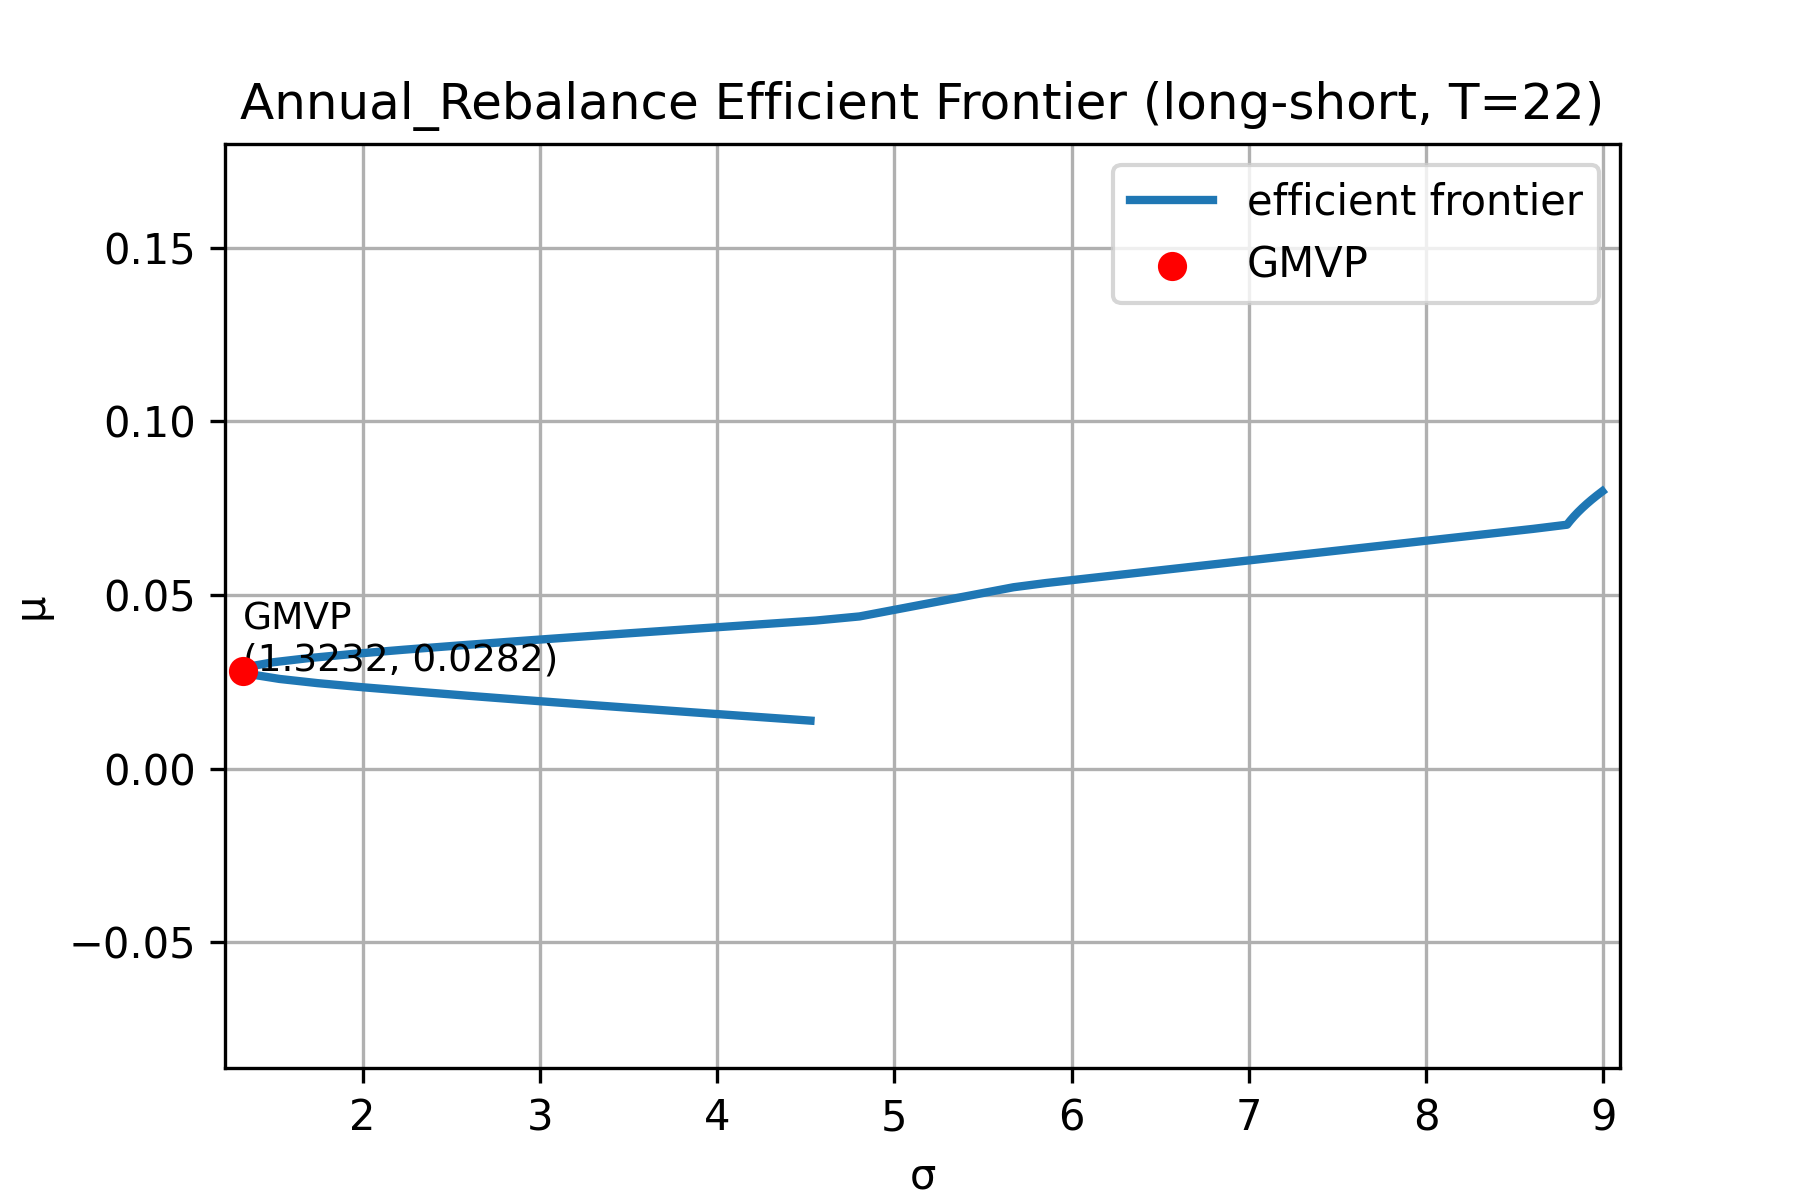 Annual_Rebalance Efficient Frontier (long-short, T=22)
efficient frontier
GMVP
0.15
0.10
0.05
0.00
−0.05
μ
GMVP
(1.3232, 0.0282)
2 3 4 5 6 7 8 9
σ